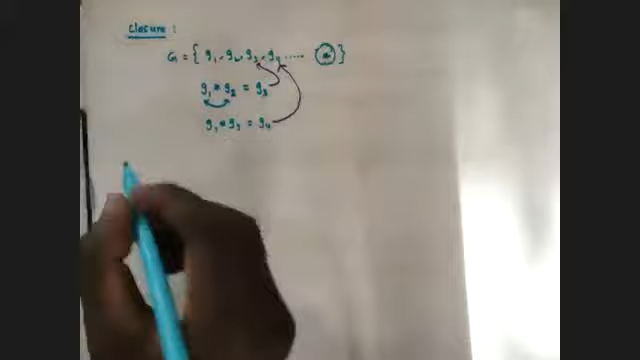 Closure :
G = { g₁, g₂, g₃, g₄ ..... * }
g₁ * g₂ = g₃
g₁ * g₃ = g₄